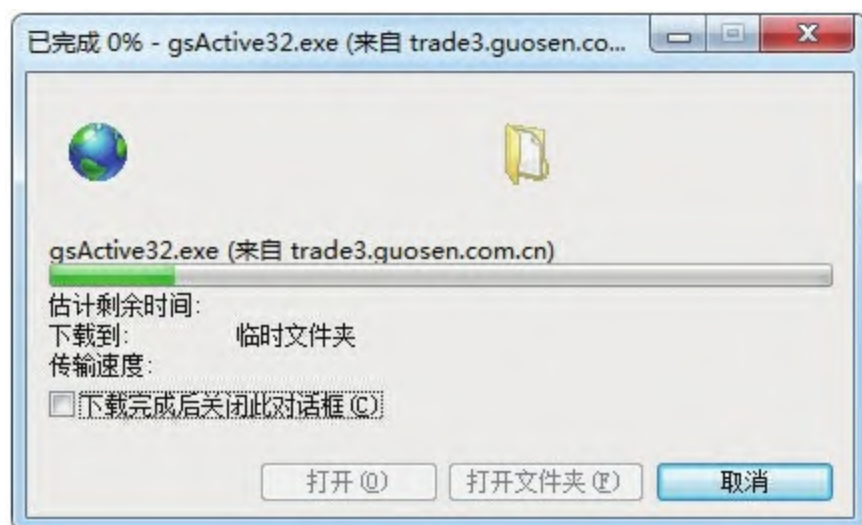 已完成 0% - gsActive32.exe (来自 trade3.guosen.co...
gsActive32.exe (来自 trade3.guosen.com.cn)
估计剩余时间:
下载到: 临时文件夹
传输速度:
下载完成后关闭此对话框(C)
打开(O) 打开文件夹(F) 取消